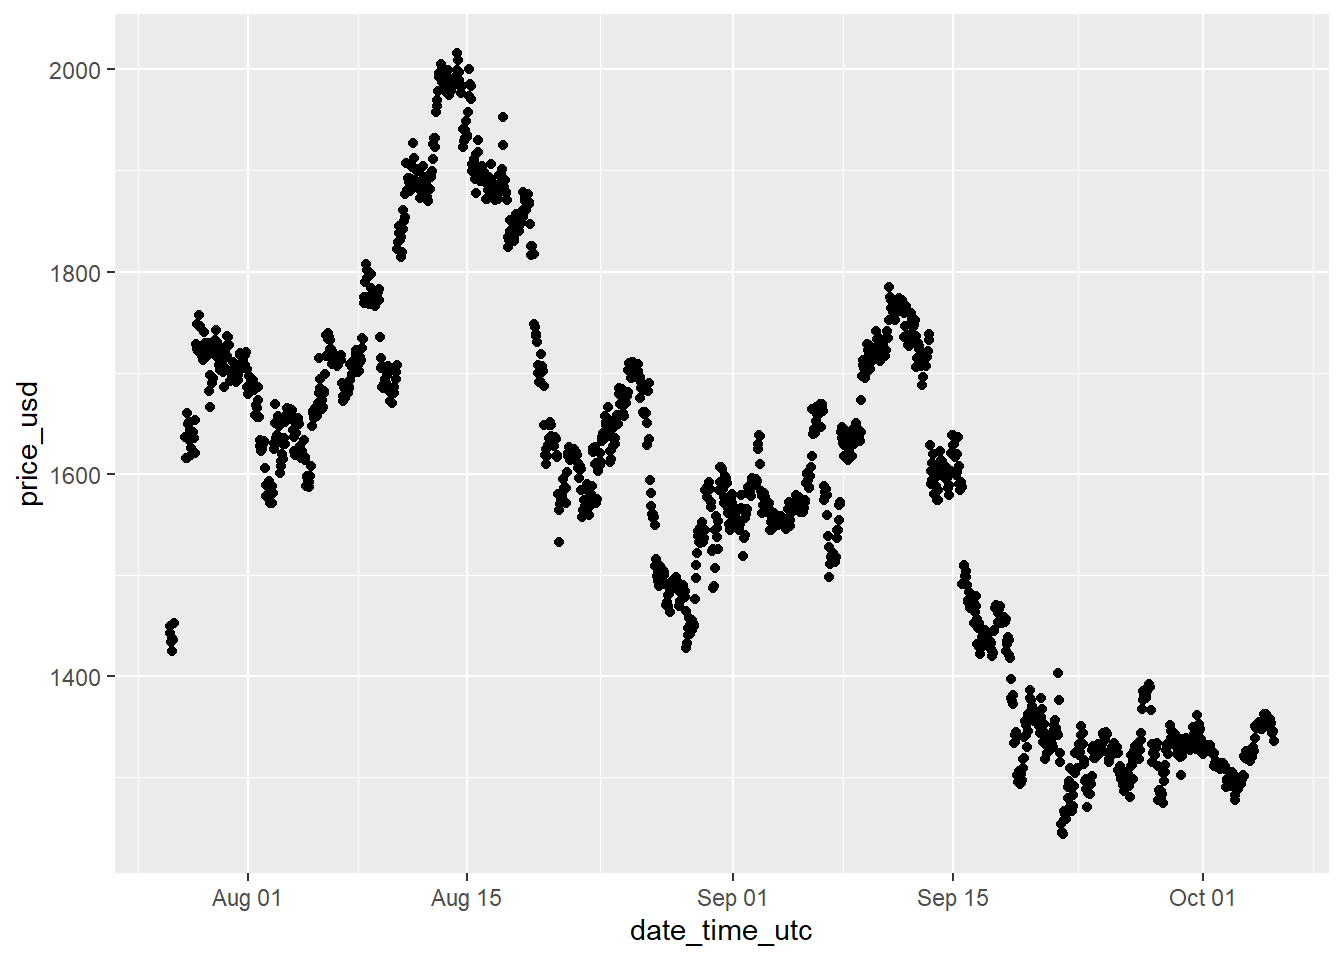 2000
1800
1600
1400
price_usd
Aug 01
Aug 15
Sep 01
Sep 15
Oct 01
date_time_utc